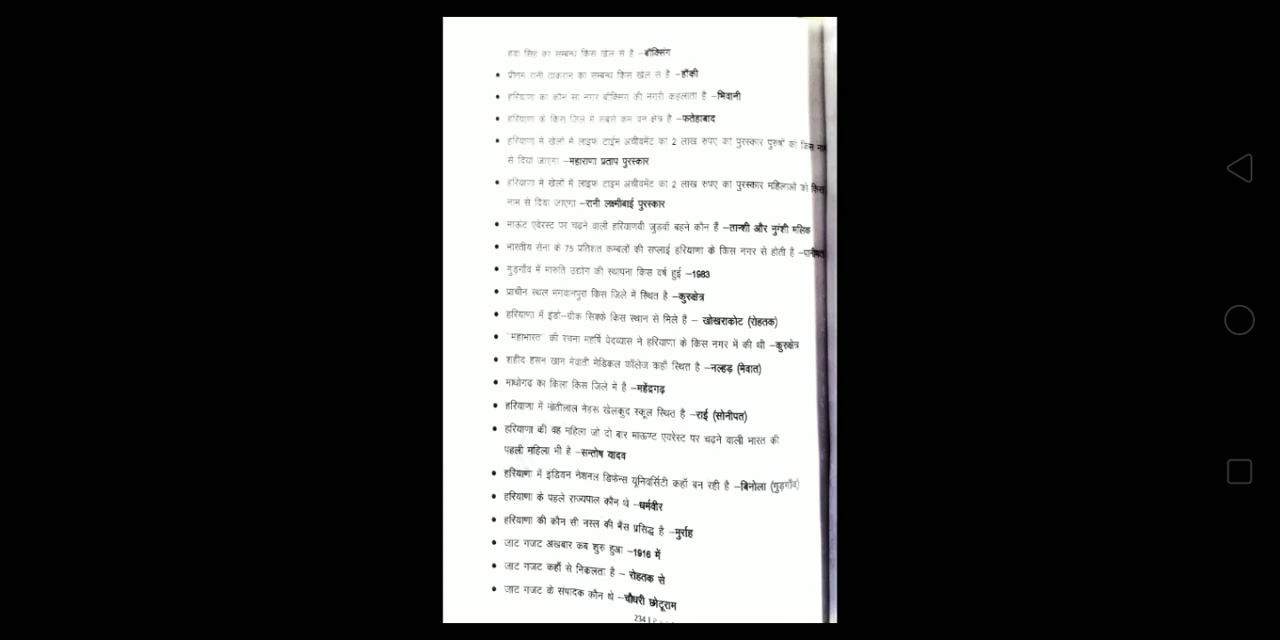 हवा सिंह का सम्बन्ध किस खेल से है –बॉक्सिंग
• प्रीतम रानी ठाकरान का सम्बन्ध किस खेल से है –हॉकी
• हरियाणा का कौन सा नगर बॉक्सिंग की नगरी कहलाता है –भिवानी
• हरियाणा के किस जिले में सबसे कम वन क्षेत्र है –फतेहाबाद
• हरियाणा में खेलों में लाइफ टाईम अचीवमेंट का 2 लाख रुपए का पुरस्कार पुरुषों को किस नाम
से दिया जाएगा –महाराणा प्रताप पुरस्कार
• हरियाणा में खेलों में लाइफ टाइम अचीवमेंट का 2 लाख रुपए का पुरस्कार महिलाओं को किस
नाम से दिया जाएगा –रानी लक्ष्मीबाई पुरस्कार
• माऊंट एवेरस्ट पर चढने वाली हरियाणवी जुडवाँ बहने कौन हैं –तान्शी और नुंग्शी मलिक
• भारतीय सेना के 75 प्रतिशत कम्बलों की सप्लाई हरियाणा के किस नगर से होती है –पानीपत
• गुड़गाँव में मारुति उद्योग की स्थापना किस वर्ष हुई –1983
• प्राचीन स्थल भगवानपुरा किस जिले में स्थित है –कुरुक्षेत्र
• हरियाणा में इंडो–ग्रीक सिक्के किस स्थान से मिले हैं – खोखराकोट (रोहतक)
• "महाभारत" की रचना महर्षि वेदव्यास ने हरियाणा के किस नगर में की थी –कुरुक्षेत्र
• शहीद हसन खान मेवाती मेडिकल कॉलेज कहाँ स्थित है –नल्हड़ (मेवात)
• माधोगढ का किला किस जिले में है –महेंद्रगढ़
• हरियाणा में मोतीलाल नेहरू खेलकुद स्कूल स्थित है –राई (सोनीपत)
• हरियाणा की वह महिला जो दो बार माऊण्ट एवरेस्ट पर चढ़ने वाली भारत की
पहली महिला भी है –सन्तोष यादव
• हरियाणा में इंडियन नेशनल डिफेन्स यूनिवर्सिटी कहाँ बन रही है –बिनोला (गुड़गाँव)
• हरियाणा के पहले राज्यपाल कौन थे –धर्मवीर
• हरियाणा की कौन सी नस्ल की भैंस प्रसिद्ध है –मुर्राह
• जाट गजट अखबार कब शुरु हुआ –1916 में
• जाट गजट कहाँ से निकलता है – रोहतक से
• जाट गजट के संपादक कौन थे –चौधरी छोटूराम
234